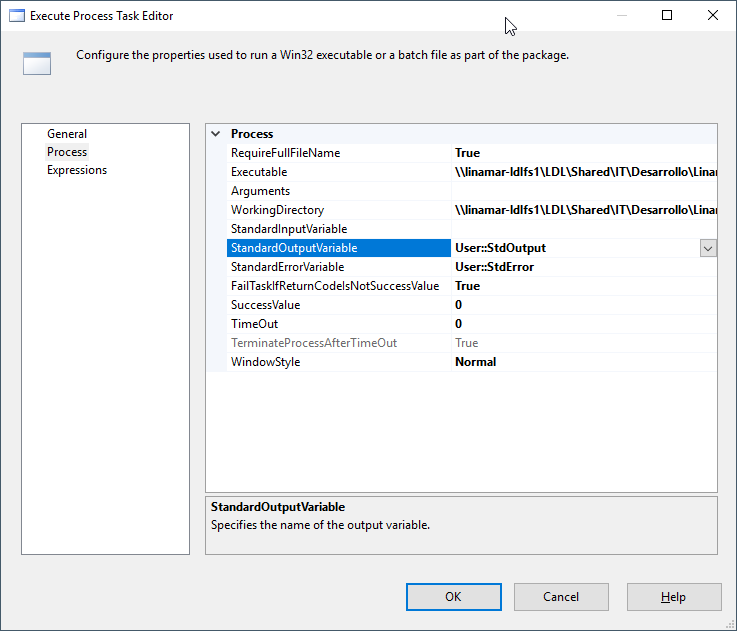 Execute Process Task Editor
Configure the properties used to run a Win32 executable or a batch file as part of the package.
General
Process
Expressions
Process
RequireFullFileName True
Executable \\linamar-ldlfs1\LDL\Shared\IT\Desarrollo\Linar
Arguments
WorkingDirectory \\linamar-ldlfs1\LDL\Shared\IT\Desarrollo\Linar
StandardInputVariable
StandardOutputVariable User::StdOutput
StandardErrorVariable User::StdError
FailTaskIfReturnCodeIsNotSuccessValue True
SuccessValue 0
TimeOut 0
TerminateProcessAfterTimeOut True
WindowStyle Normal
StandardOutputVariable
Specifies the name of the output variable.
OK Cancel Help